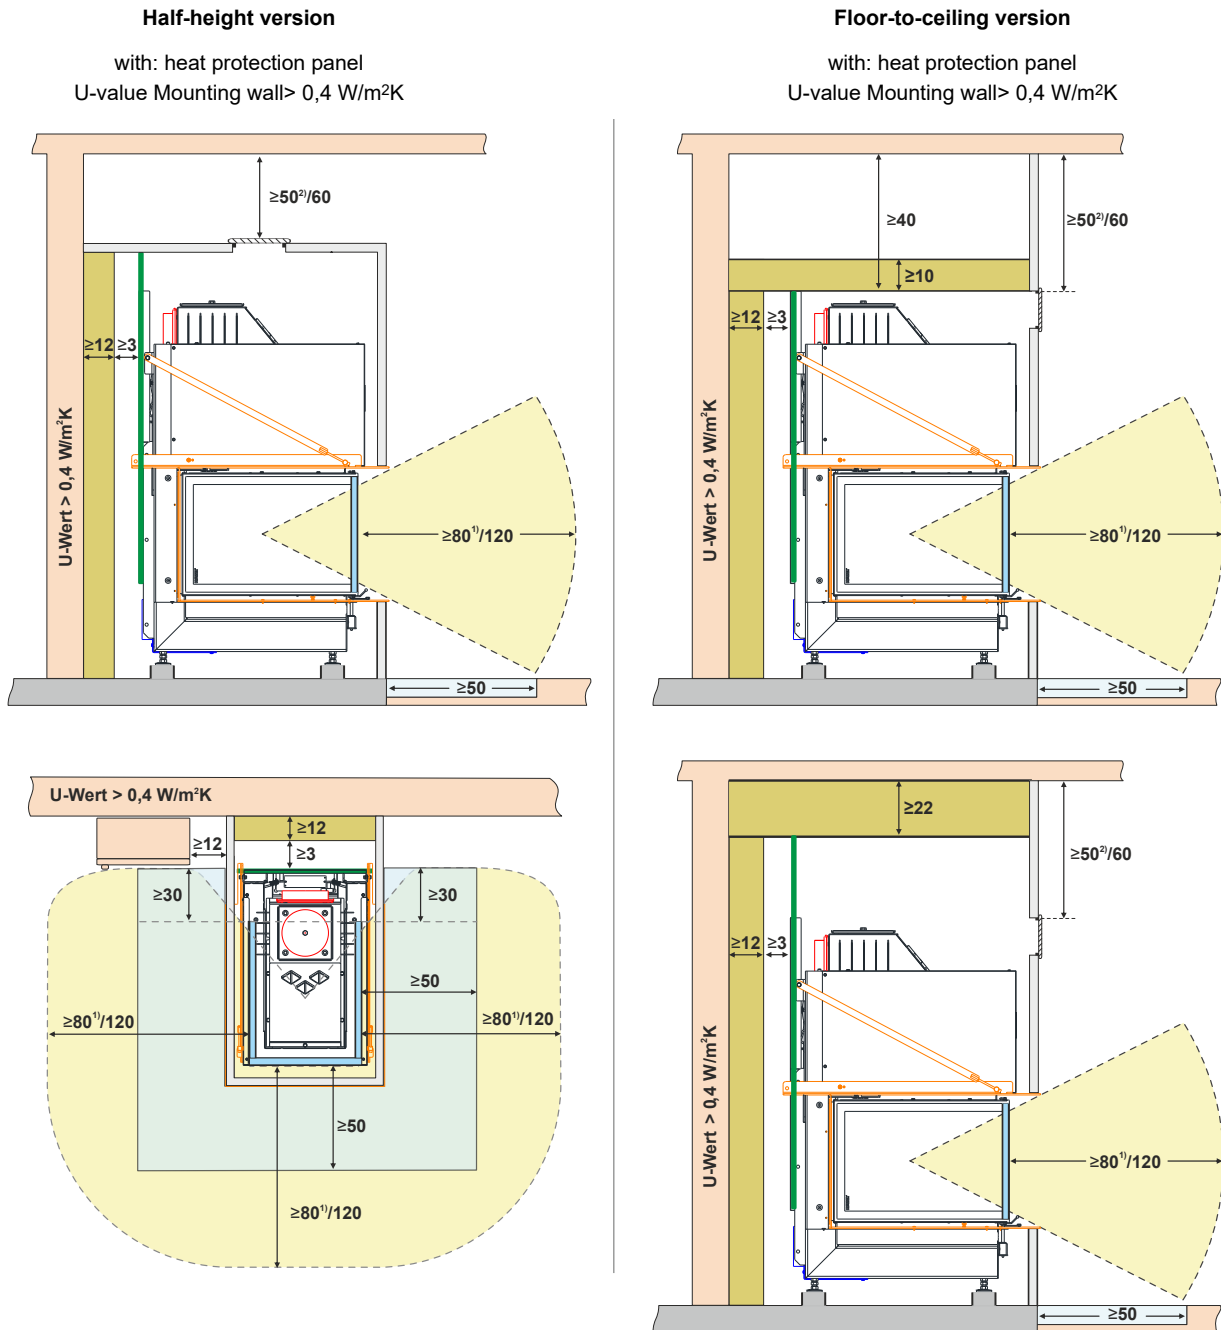 Half-height version
with: heat protection panel
U-value Mounting wall> 0,4 W/m²K
≥50²⁾/60
≥12
≥3
U-Wert > 0,4 W/m²K
≥80¹⁾/120
≥50
U-Wert > 0,4 W/m²K
≥12
≥12
≥3
≥30
≥30
≥50
≥80¹⁾/120
≥80¹⁾/120
≥50
≥80¹⁾/120
Floor-to-ceiling version
with: heat protection panel
U-value Mounting wall> 0,4 W/m²K
≥40
≥50²⁾/60
≥10
≥12
≥3
U-Wert > 0,4 W/m²K
≥80¹⁾/120
≥50
≥22
≥50²⁾/60
≥12
≥3
U-Wert > 0,4 W/m²K
≥80¹⁾/120
≥50